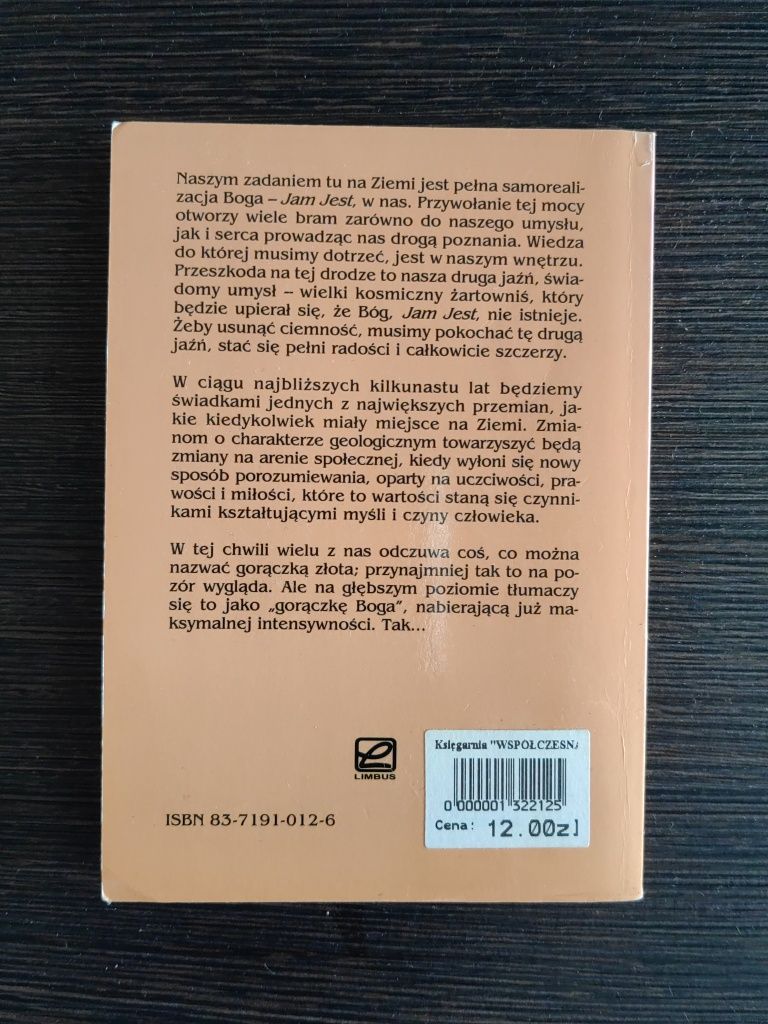 Naszym zadaniem tu na Ziemi jest pełna samoreali-
zacja Boga – Jam Jest, w nas. Przywołanie tej mocy
otworzy wiele bram zarówno do naszego umysłu,
jak i serca prowadząc nas drogą poznania. Wiedza
do której musimy dotrzeć, jest w naszym wnętrzu.
Przeszkoda na tej drodze to nasza druga jaźń, świa-
domy umysł – wielki kosmiczny żartowniś, który
będzie upierał się, że Bóg, Jam Jest, nie istnieje.
Żeby usunąć ciemność, musimy pokochać tę drugą
jaźń, stać się pełni radości i całkowicie szczerzy.
W ciągu najbliższych kilkunastu lat będziemy
świadkami jednych z największych przemian, ja-
kie kiedykolwiek miały miejsce na Ziemi. Zmia-
nom o charakterze geologicznym towarzyszyć będą
zmiany na arenie społecznej, kiedy wyłoni się nowy
sposób porozumiewania, oparty na uczciwości, pra-
wości i miłości, które to wartości staną się czynni-
kami kształtującymi myśli i czyny człowieka.
W tej chwili wielu z nas odczuwa coś, co można
nazwać gorączką złota; przynajmniej tak to na po-
zór wygląda. Ale na głębszym poziomie tłumaczy
się to jako „gorączkę Boga”, nabierającą już ma-
ksymalnej intensywności. Tak...
LIMBUS
Księgarnia "WSPÓŁCZESNA
0 000001 322125
Cena: 12.00zł
ISBN 83-7191-012-6